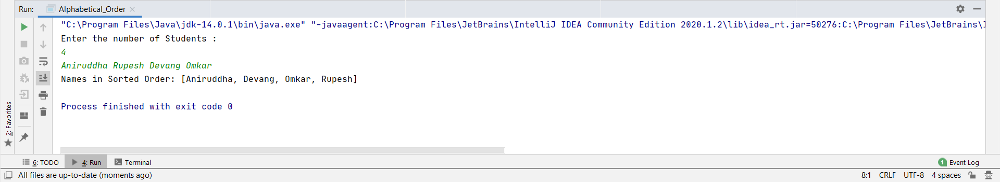 Run: Alphabetical_Order
"C:\Program Files\Java\jdk-14.0.1\bin\java.exe" "-javaagent:C:\Program Files\JetBrains\IntelliJ IDEA Community Edition 2020.1.2\lib\idea_rt.jar=50276:C:\Program Files\JetBrains\
Enter the number of Students :
4
Aniruddha Rupesh Devang Omkar
Names in Sorted Order: [Aniruddha, Devang, Omkar, Rupesh]
Process finished with exit code 0
2: Favorites
6: TODO 4: Run Terminal 1 Event Log
All files are up-to-date (moments ago) 8:1 CRLF UTF-8 4 spaces